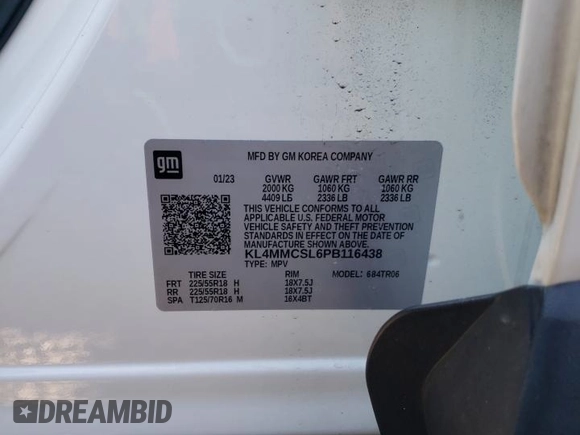 gm
MFD BY GM KOREA COMPANY
01/23 GVWR GAWR FRT GAWR RR
2000 KG 1060 KG 1060 KG
4409 LB 2336 LB 2336 LB
THIS VEHICLE CONFORMS TO ALL
APPLICABLE U.S. FEDERAL MOTOR
VEHICLE SAFETY AND THEFT PREVENTION
STANDARDS IN EFFECT ON THE DATE OF
MANUFACTURE SHOWN ABOVE.
KL4MMCSL6PB116438
TYPE: MPV MODEL: 684TR06
TIRE SIZE RIM
FRT 225/55R18 H 18X7.5J
RR 225/55R18 H 18X7.5J
SPA T125/70R16 M 16X4BT
DREAMBID